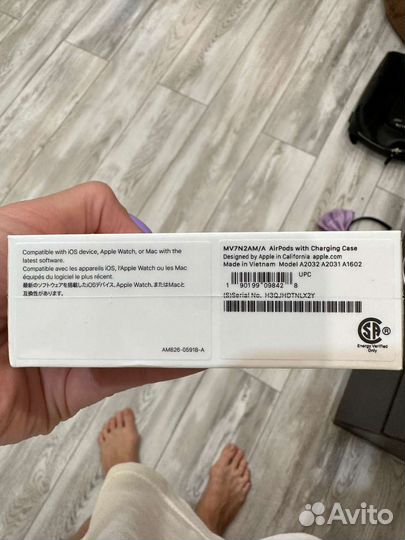 Compatible with iOS device, Apple Watch, or Mac with the
latest software.
Compatible avec les appareils iOS, l'Apple Watch ou les Mac
équipés du logiciel le plus récent.
最新のソフトウェアを搭載したiOSデバイス、Apple Watch、またはMacと
互換性があります。
AM826-05918-A
MV7N2AM/A AirPods with Charging Case
Designed by Apple in California apple.com
Made in Vietnam Model A2032 A2031 A1602
UPC
1 90199 09842 8
(S)Serial No. H3QJHDTNLX2Y
SA
Energy Verified
Only
Avito